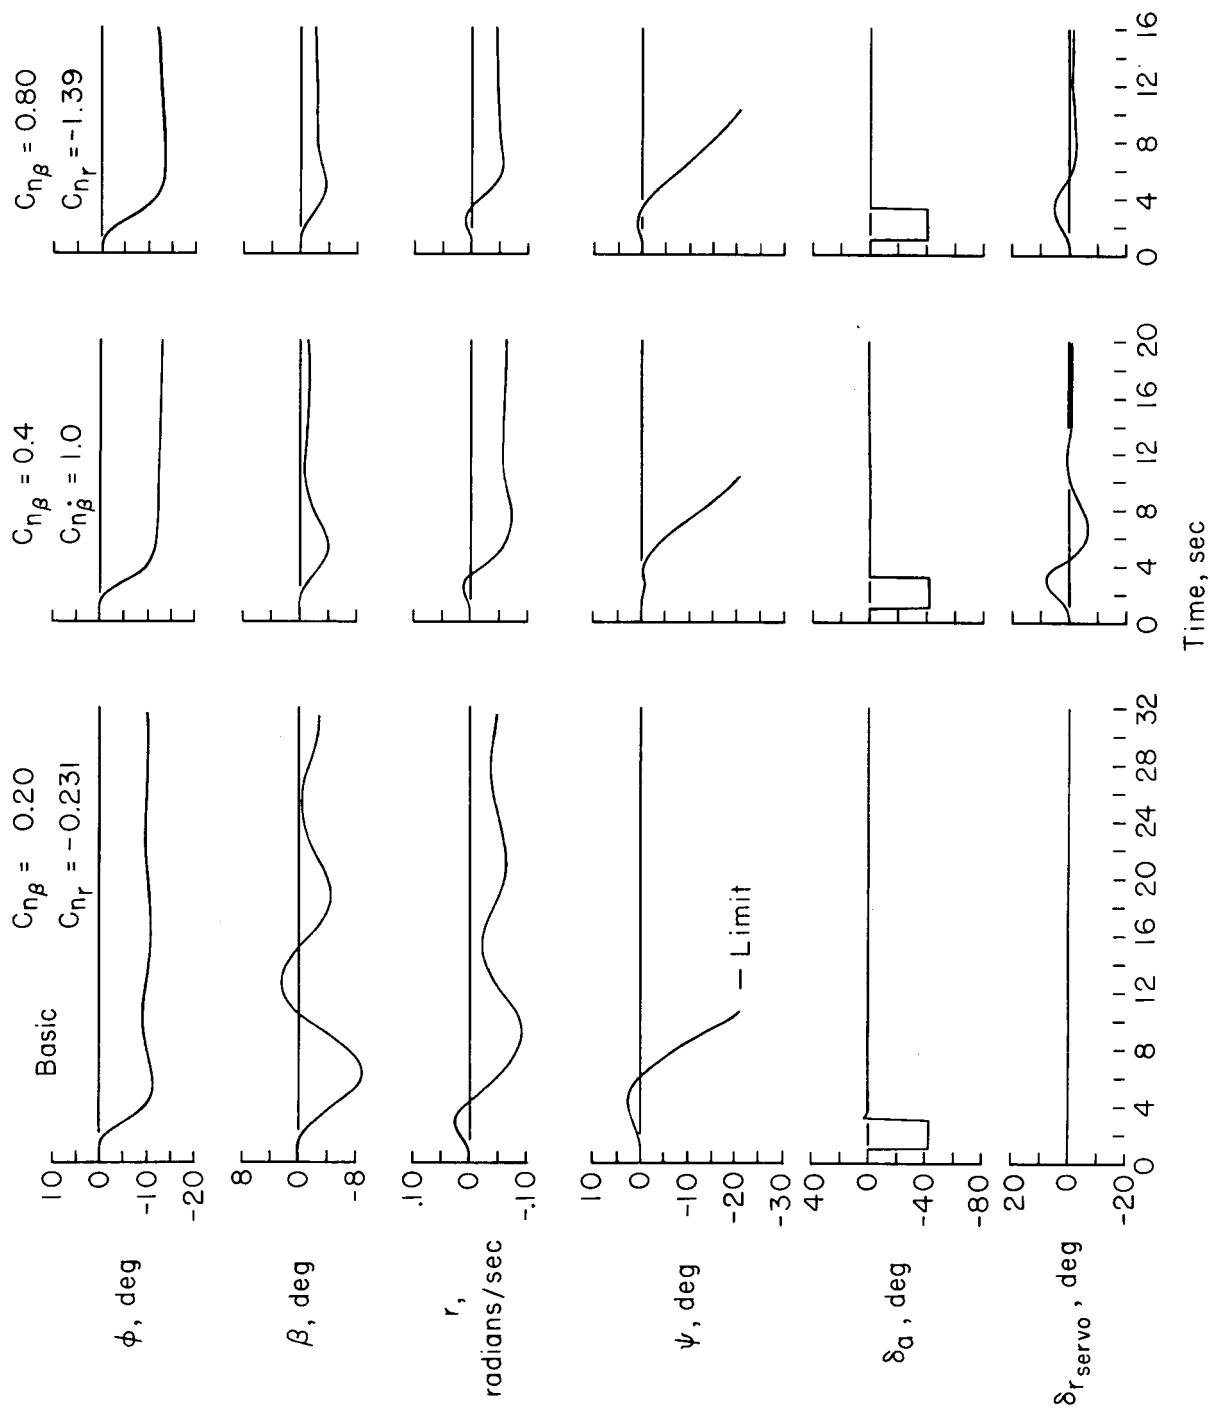 Basic
Cnβ = 0.20
Cnr = -0.231
Cnβ = 0.4
Cnβ̇ = 1.0
Cnβ = 0.80
Cnr = -1.39
ϕ, deg
10
0
-10
-20
β, deg
8
0
-8
r,
radians/sec
.10
0
-.10
ψ, deg
10
0
-10
-20
-30
Limit
δa, deg
40
0
-40
-80
δr servo, deg
20
0
-20
0 4 8 12 16 20 24 28 32
0 4 8 12 16 20
0 4 8 12 16
Time, sec